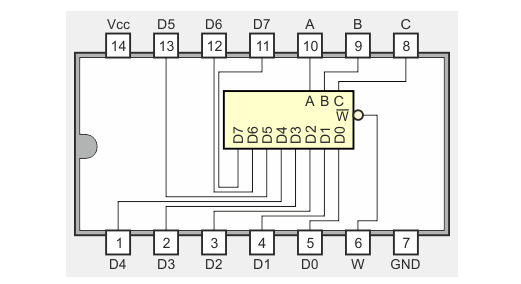 Vcc D5 D6 D7 A B C
14 13 12 11 10 9 8
A B C
W
D7 D6 D5 D4 D3 D2 D1 D0
1 2 3 4 5 6 7
D4 D3 D2 D1 D0 W GND